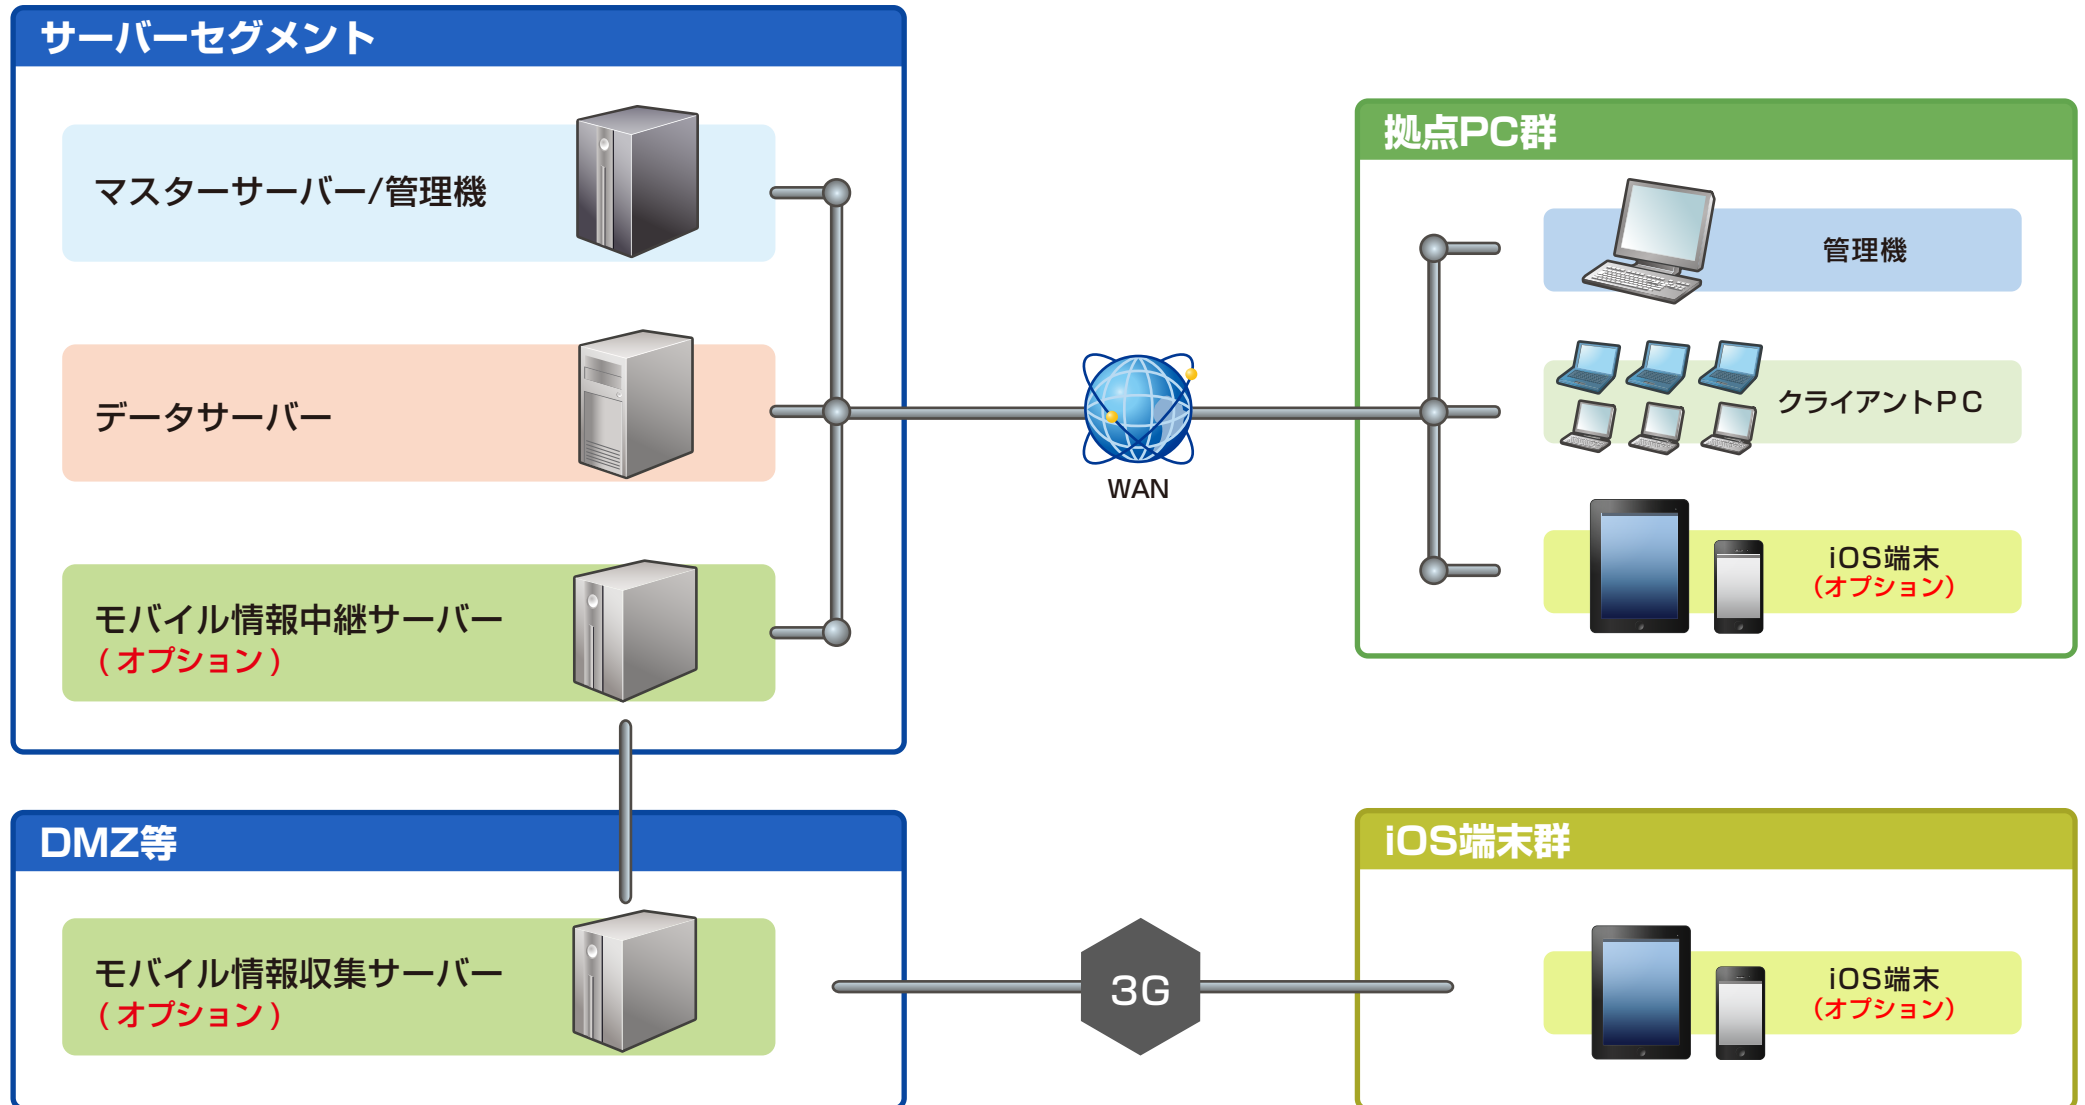 サーバーセグメント
マスターサーバー/管理機
データサーバー
モバイル情報中継サーバー
(オプション)
WAN
拠点PC群
管理機
クライアントPC
iOS端末
(オプション)
DMZ等
モバイル情報収集サーバー
(オプション)
3G
iOS端末群
iOS端末
(オプション)